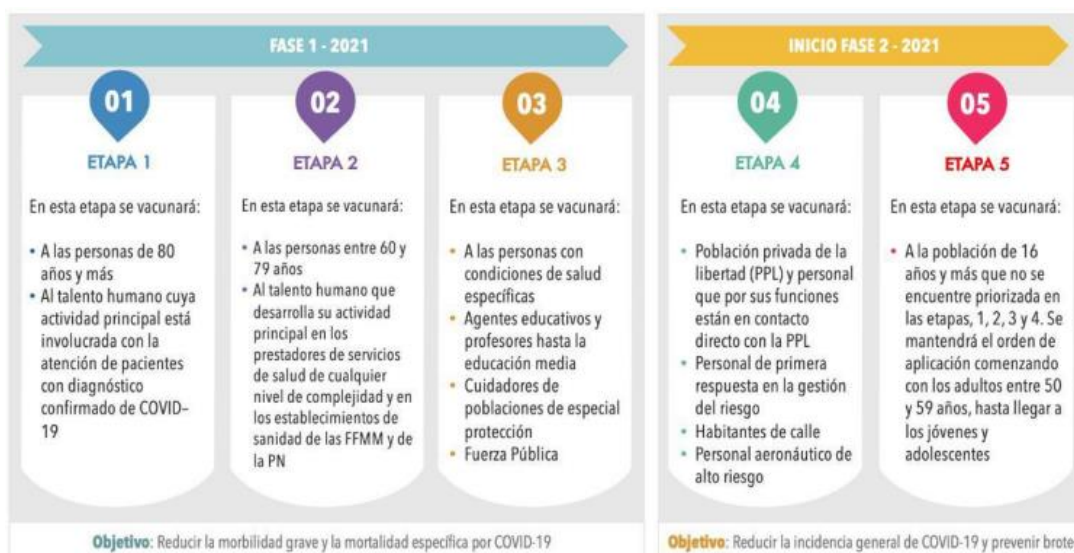 FASE 1 - 2021
01
ETAPA 1
En esta etapa se vacunará:
• A las personas de 80
años y más
• Al talento humano cuya
actividad principal está
involucrada con la
atención de pacientes
con diagnóstico
confirmado de COVID–
19
02
ETAPA 2
En esta etapa se vacunará:
• A las personas entre 60 y
79 años
• Al talento humano que
desarrolla su actividad
principal en los
prestadores de servicios
de salud de cualquier
nivel de complejidad y en
los establecimientos de
sanidad de las FFMM y de
la PN
03
ETAPA 3
En esta etapa se vacunará:
• A las personas con
condiciones de salud
específicas
• Agentes educativos y
profesores hasta la
educación media
• Cuidadores de
poblaciones de especial
protección
• Fuerza Pública
Objetivo: Reducir la morbilidad grave y la mortalidad específica por COVID-19
INICIO FASE 2 - 2021
04
ETAPA 4
En esta etapa se vacunará:
• Población privada de la
libertad (PPL) y personal
que por sus funciones
están en contacto
directo con la PPL
• Personal de primera
respuesta en la gestión
del riesgo
• Habitantes de calle
• Personal aeronáutico de
alto riesgo
05
ETAPA 5
En esta etapa se vacunará:
• A la población de 16
años y más que no se
encuentre priorizada en
las etapas, 1, 2, 3 y 4. Se
mantendrá el orden de
aplicación comenzando
con los adultos entre 50
y 59 años, hasta llegar a
los jóvenes y
adolescentes
Objetivo: Reducir la incidencia general de COVID-19 y prevenir brote